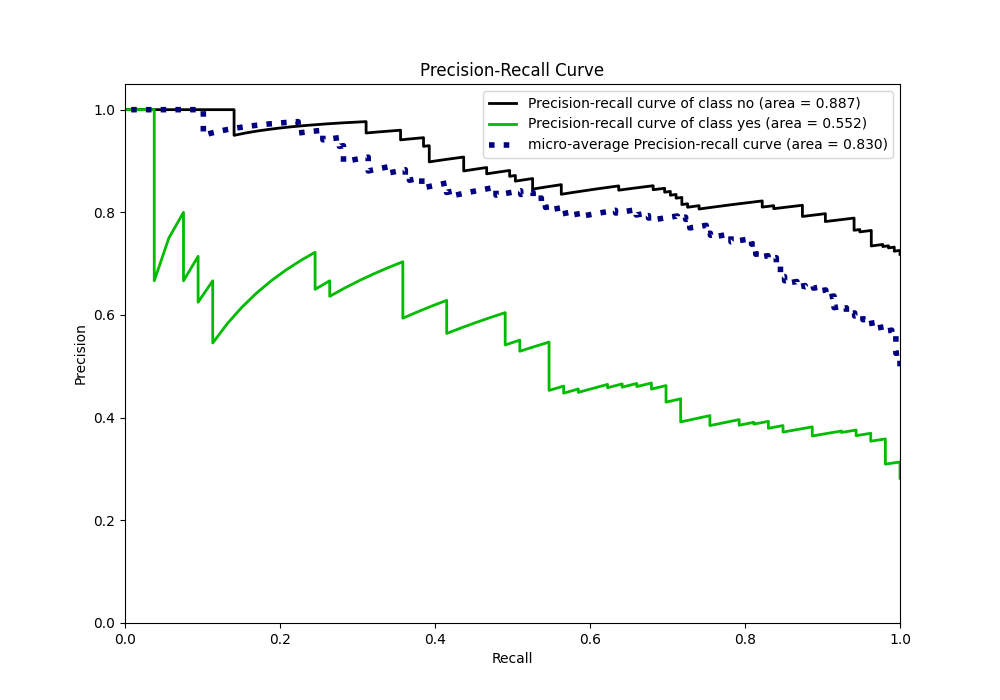 Precision-Recall Curve
Precision-recall curve of class no (area = 0.887)
Precision-recall curve of class yes (area = 0.552)
micro-average Precision-recall curve (area = 0.830)
Precision
1.0
0.8
0.6
0.4
0.2
0.0
0.0 0.2 0.4 0.6 0.8 1.0
Recall